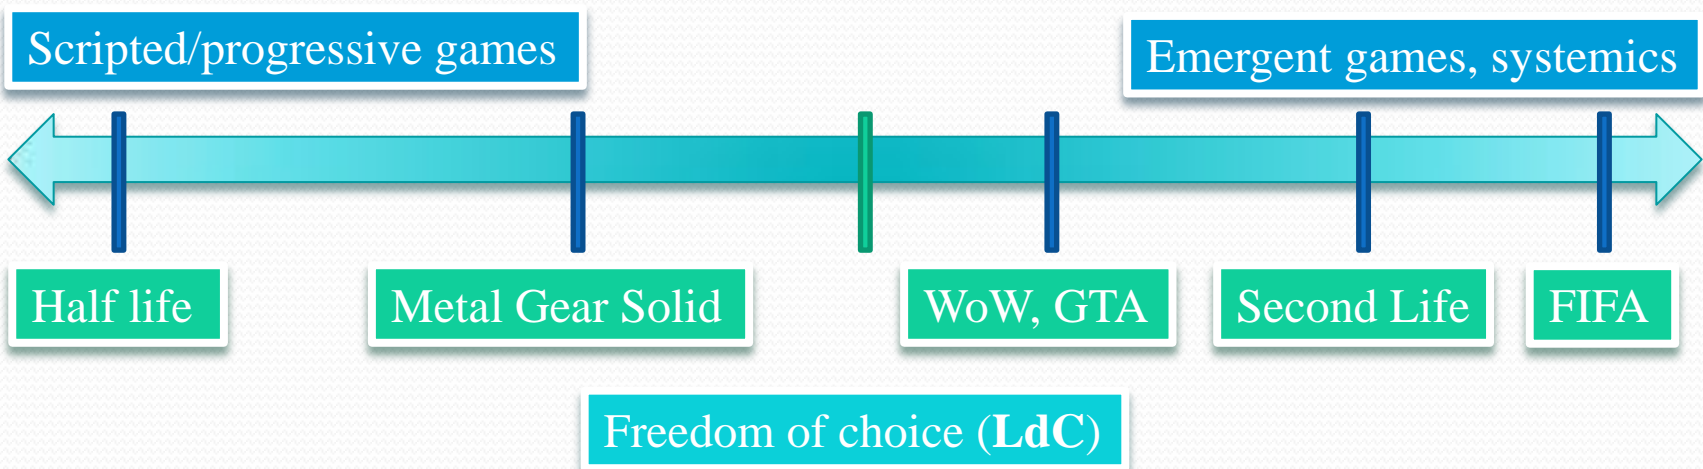 Scripted/progressive games
Emergent games, systemics
Half life
Metal Gear Solid
WoW, GTA
Second Life
FIFA
Freedom of choice (LdC)